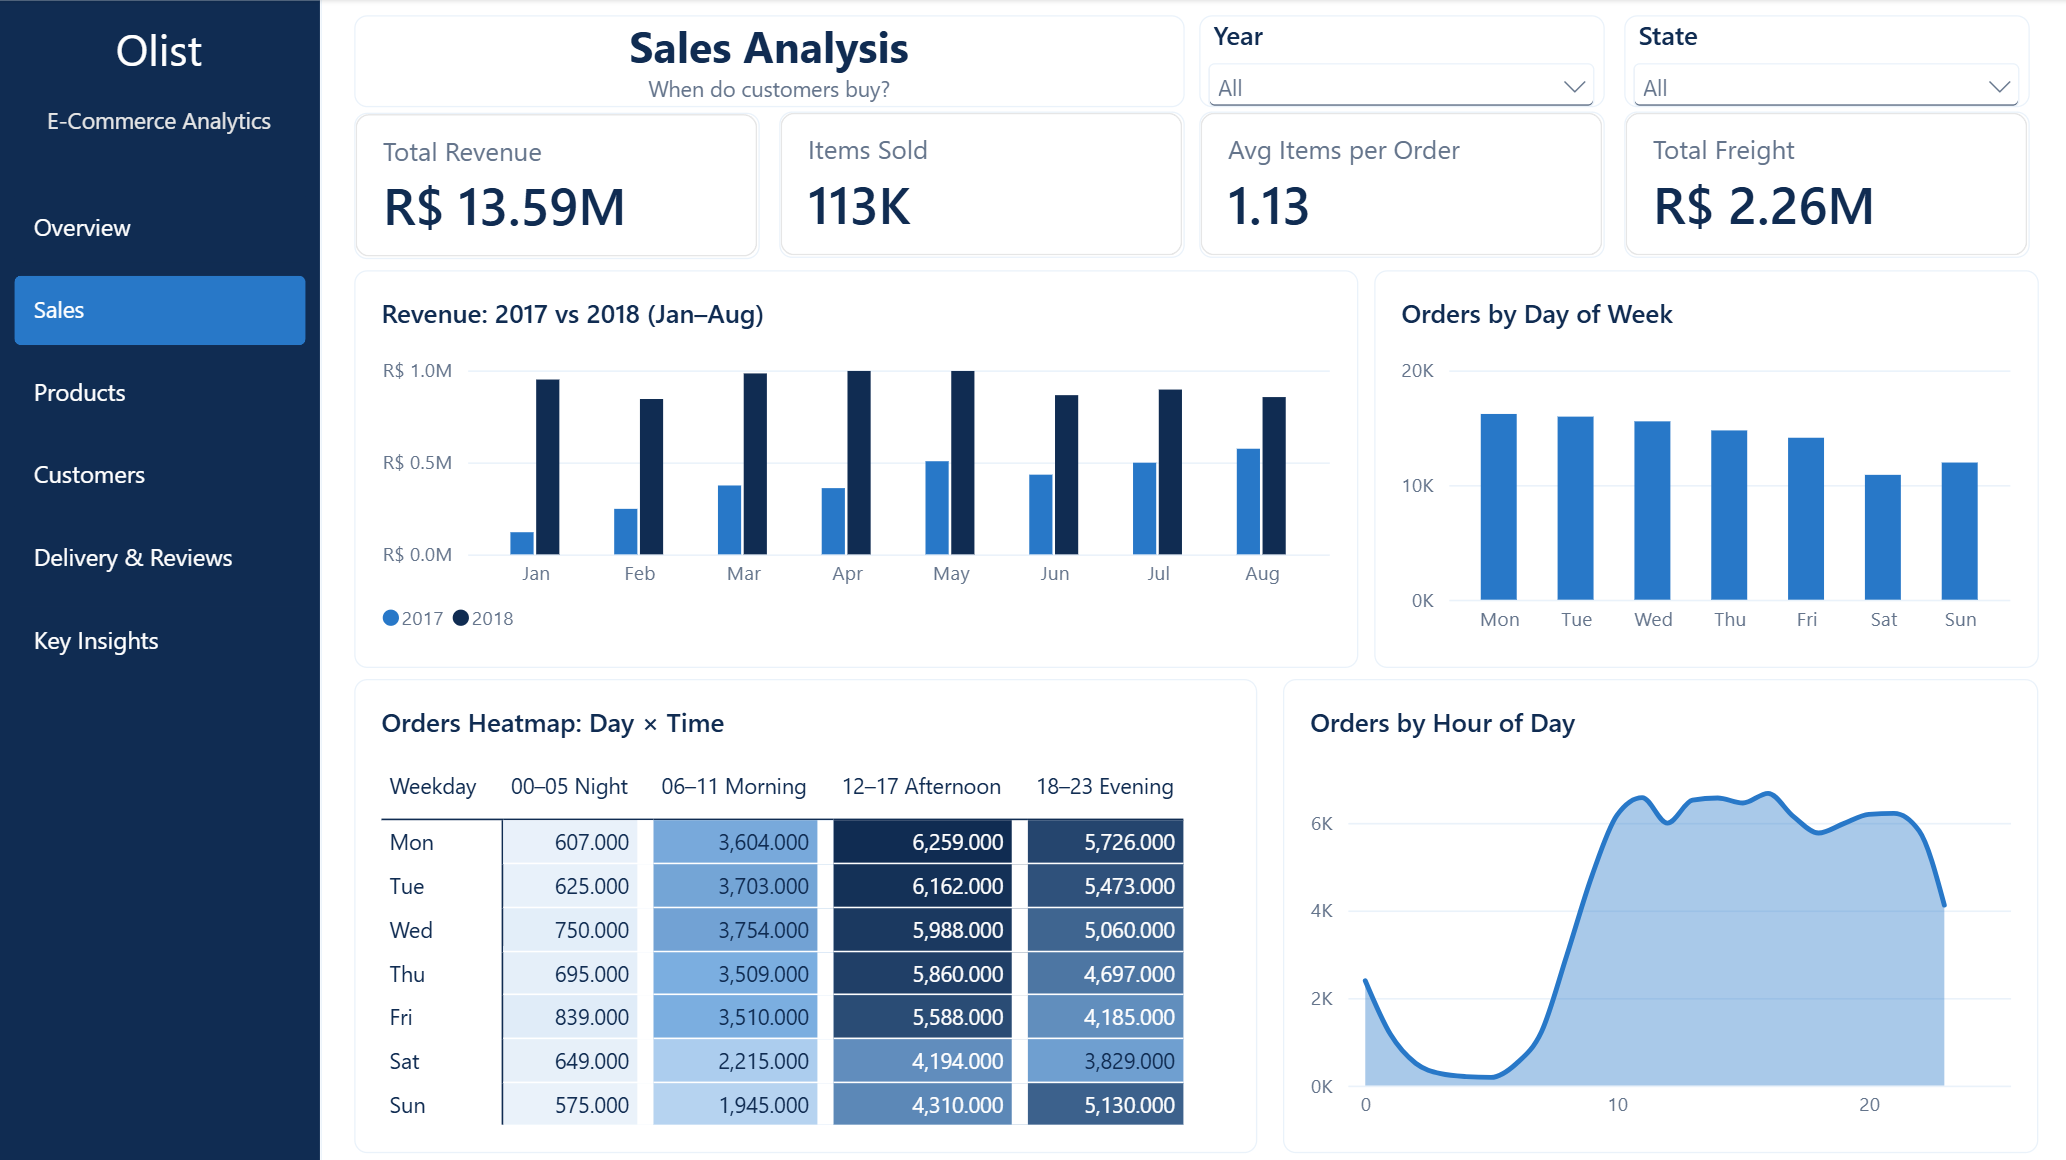 Olist
E-Commerce Analytics
Overview
Sales
Products
Customers
Delivery & Reviews
Key Insights
Sales Analysis
When do customers buy?
Year
All
State
All
Total Revenue
R$ 13.59M
Items Sold
113K
Avg Items per Order
1.13
Total Freight
R$ 2.26M
Revenue: 2017 vs 2018 (Jan–Aug)
R$ 1.0M
R$ 0.5M
R$ 0.0M
Jan Feb Mar Apr May Jun Jul Aug
2017 2018
Orders by Day of Week
20K
10K
0K
Mon Tue Wed Thu Fri Sat Sun
Orders Heatmap: Day × Time
Weekday 00–05 Night 06–11 Morning 12–17 Afternoon 18–23 Evening
Mon 607.000 3,604.000 6,259.000 5,726.000
Tue 625.000 3,703.000 6,162.000 5,473.000
Wed 750.000 3,754.000 5,988.000 5,060.000
Thu 695.000 3,509.000 5,860.000 4,697.000
Fri 839.000 3,510.000 5,588.000 4,185.000
Sat 649.000 2,215.000 4,194.000 3,829.000
Sun 575.000 1,945.000 4,310.000 5,130.000
Orders by Hour of Day
6K
4K
2K
0K
0 10 20